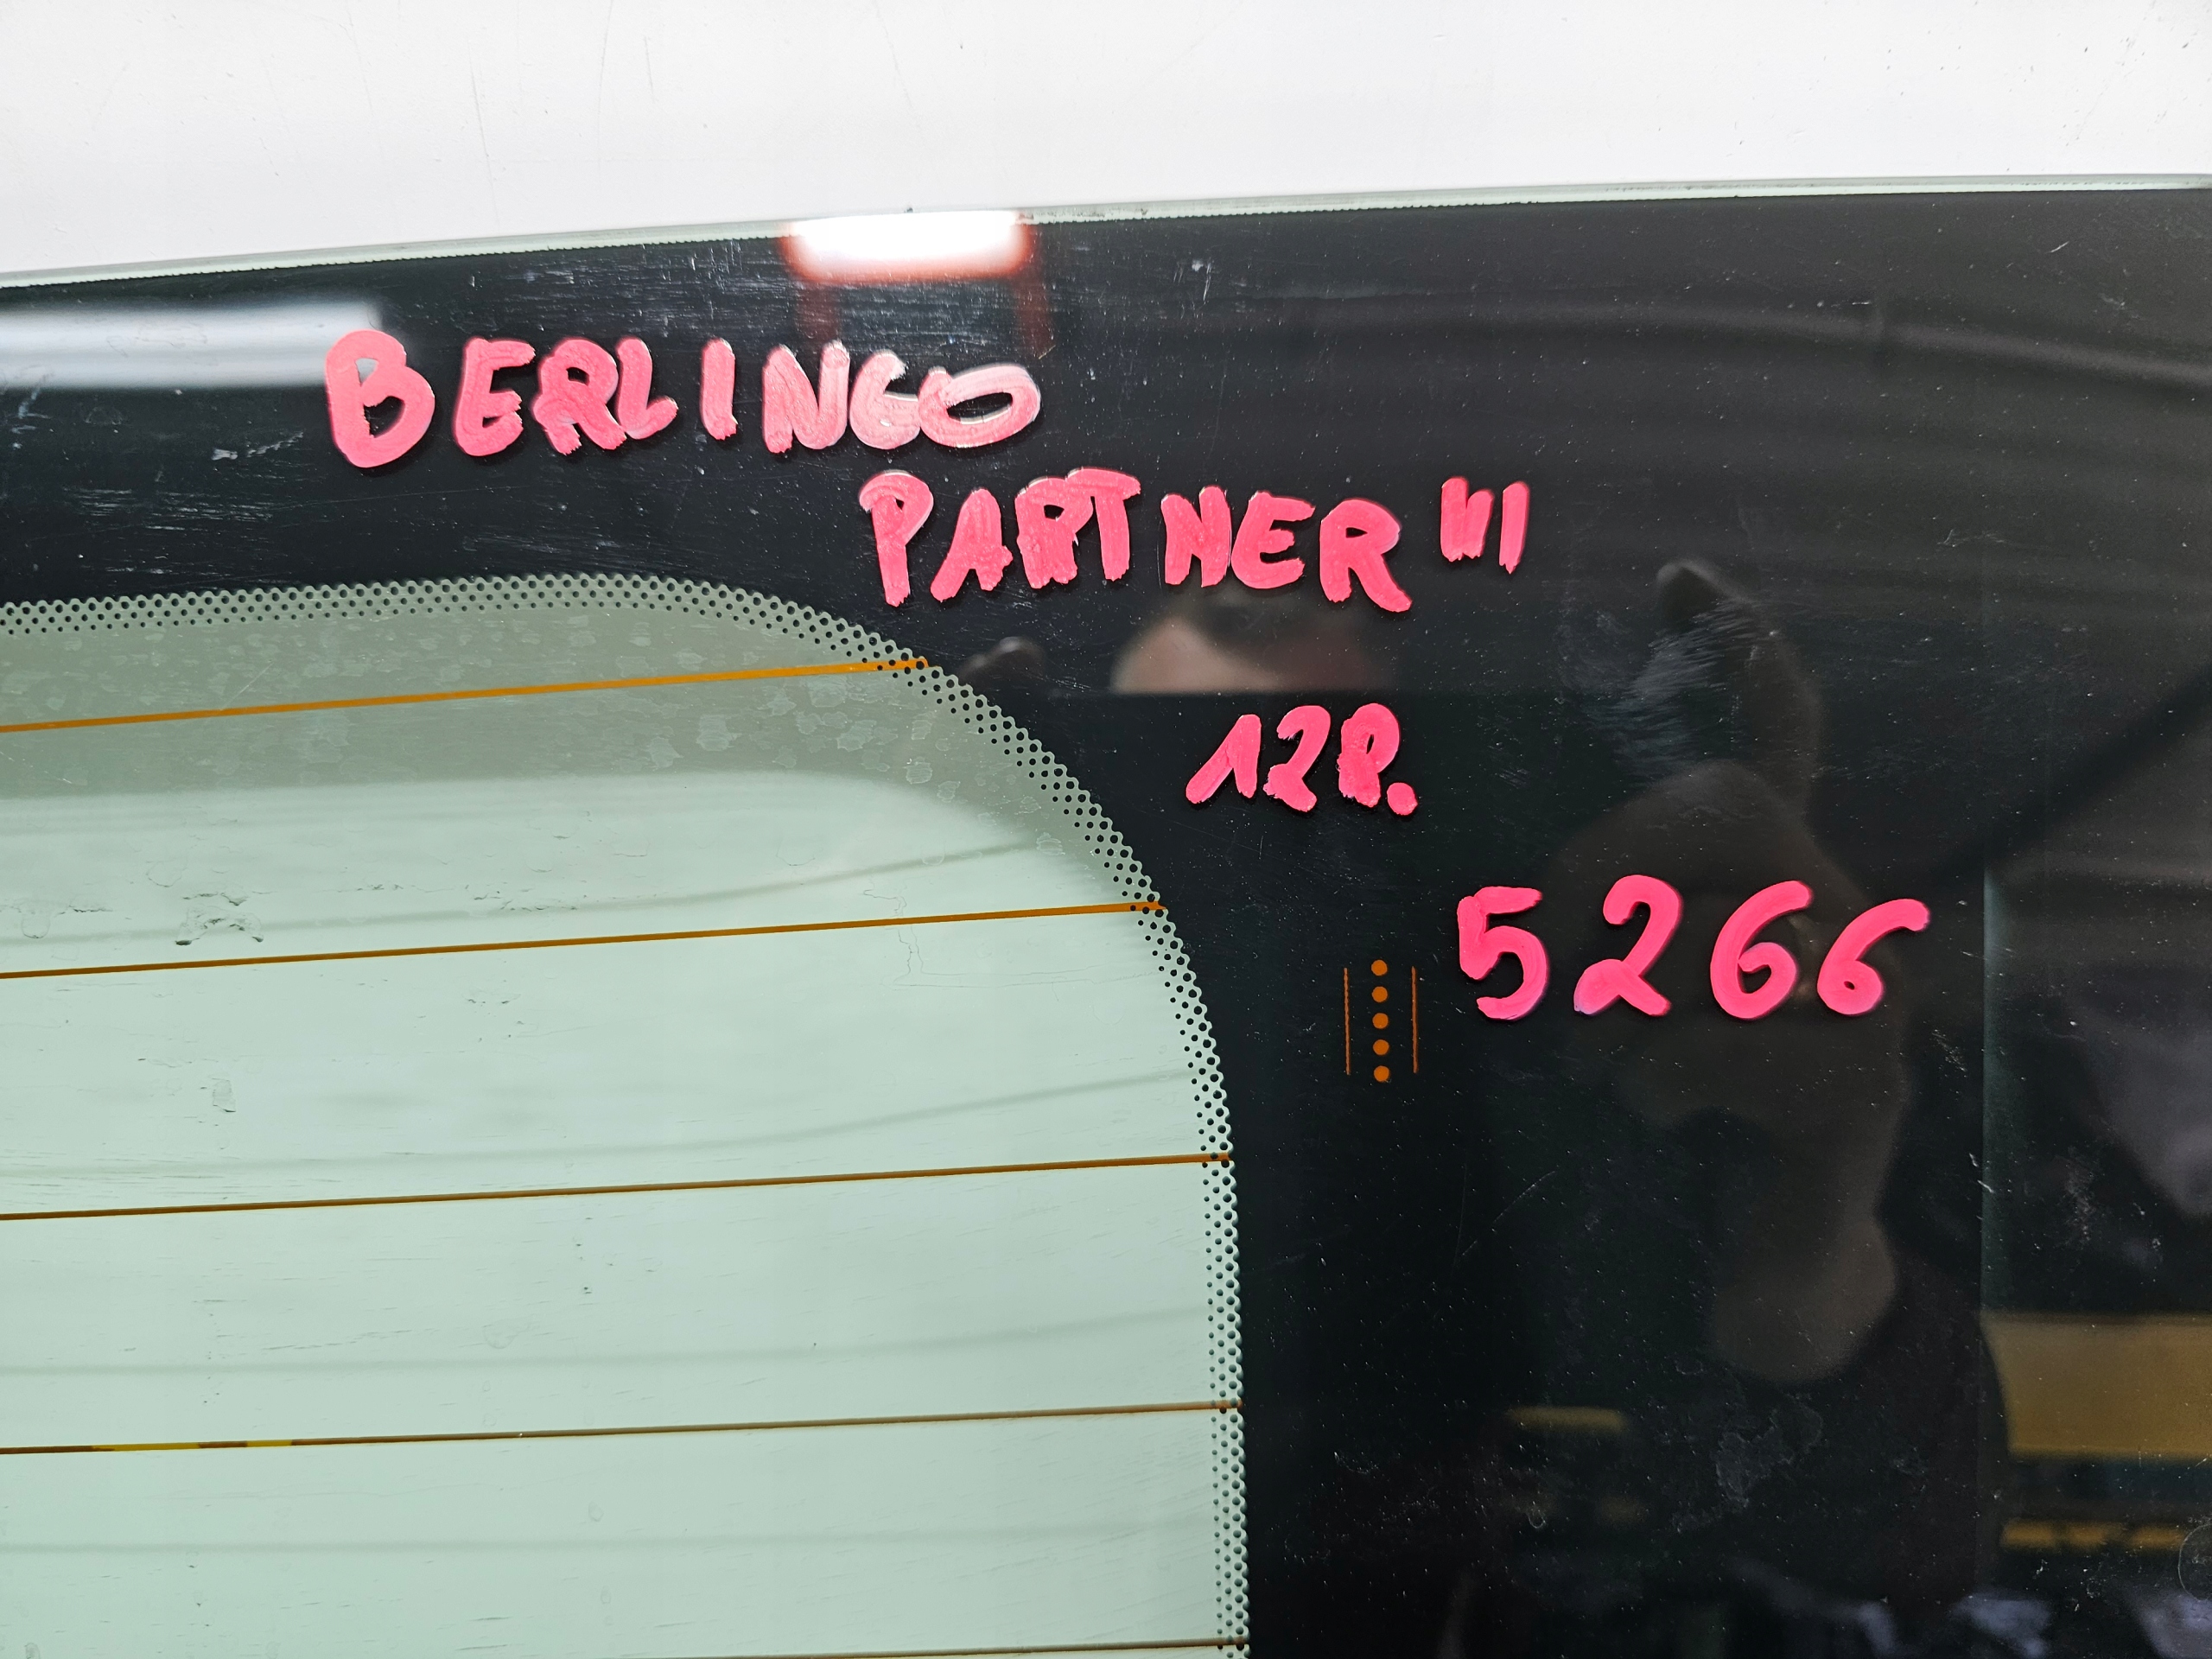 BERLINGO
PARTNER III
12R.
5266